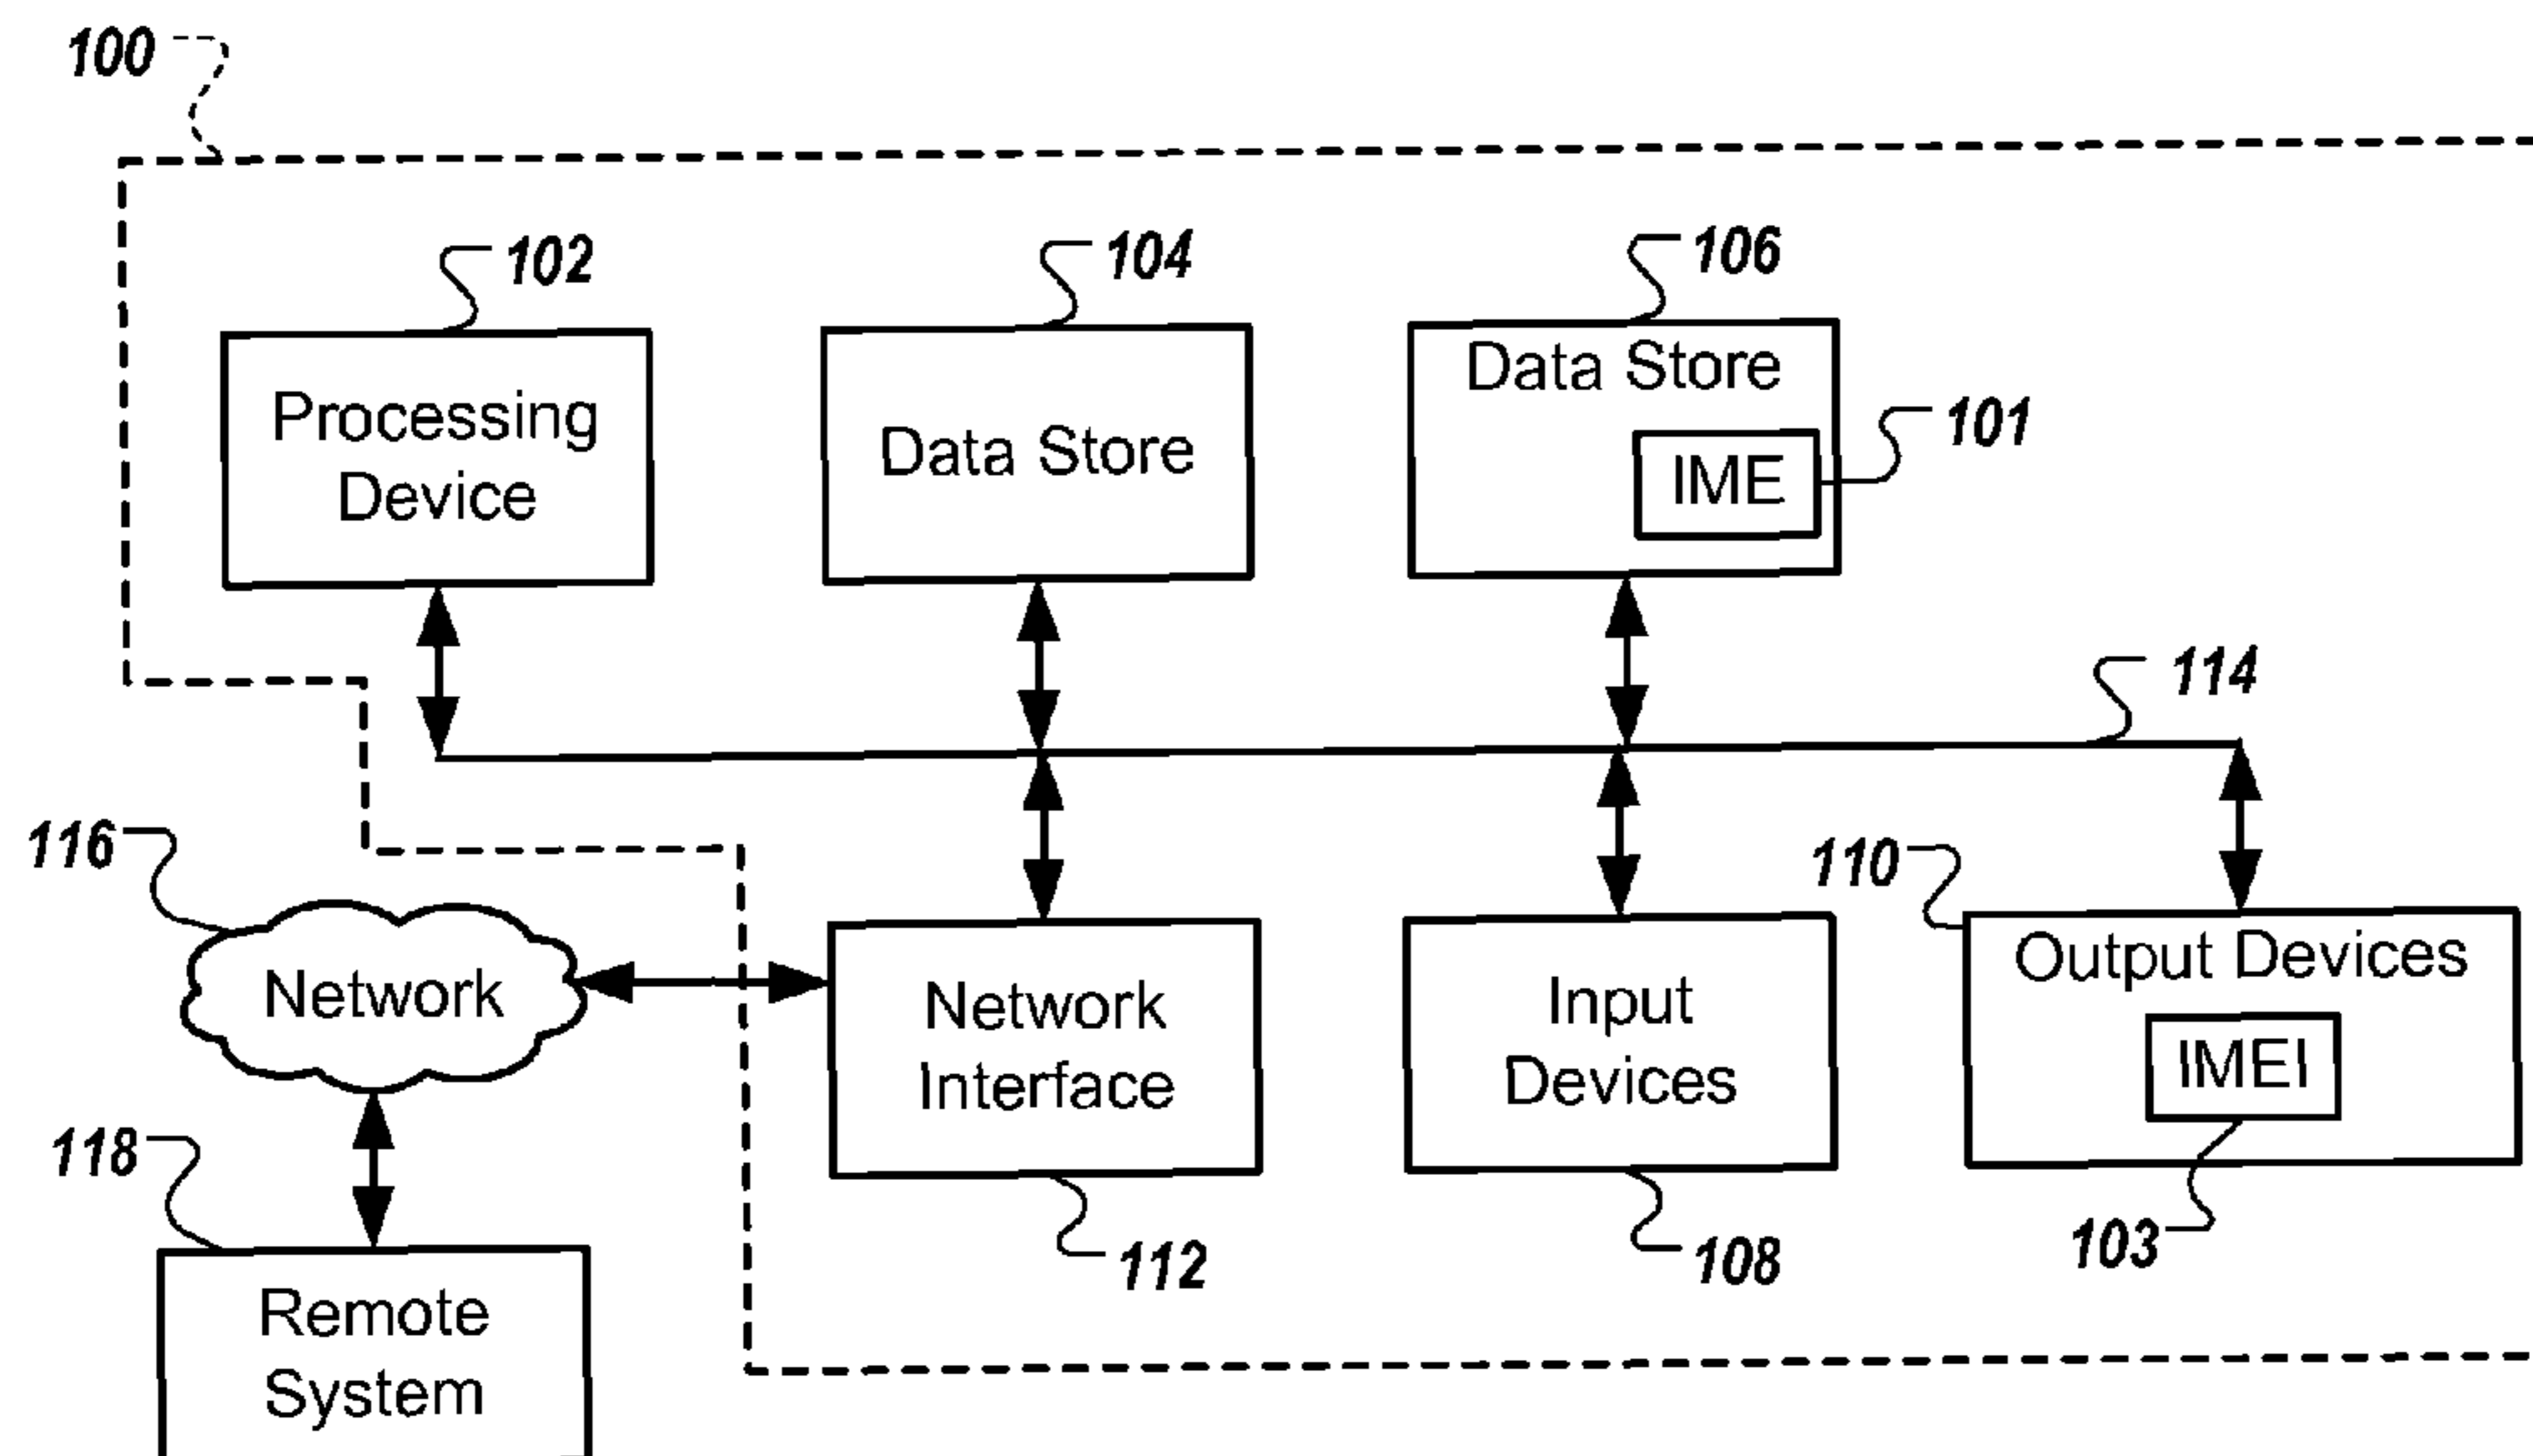 100
102
104
106
Processing
Device
Data Store
Data Store
IME
101
114
116
110
Network
Network
Interface
Input
Devices
Output Devices
IMEI
118
112
108
103
Remote
System